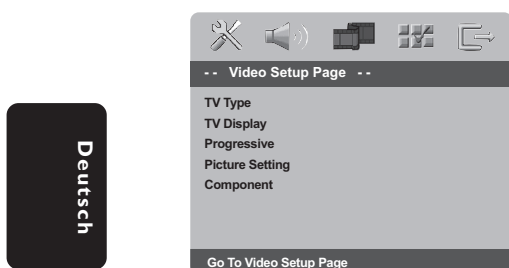 Deutsch
-- Video Setup Page --
TV Type
TV Display
Progressive
Picture Setting
Component
Go To Video Setup Page